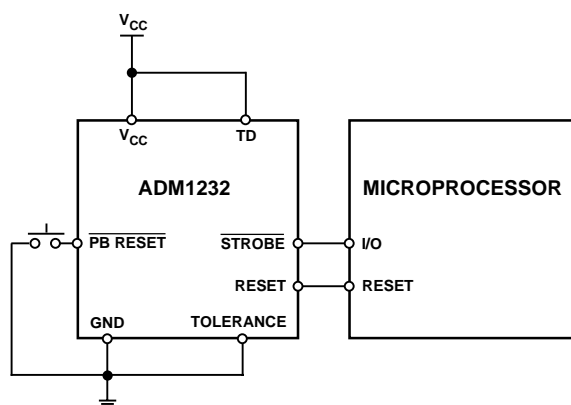 VCC
VCC TD
ADM1232 MICROPROCESSOR
PB RESET STROBE I/O
RESET RESET
GND TOLERANCE